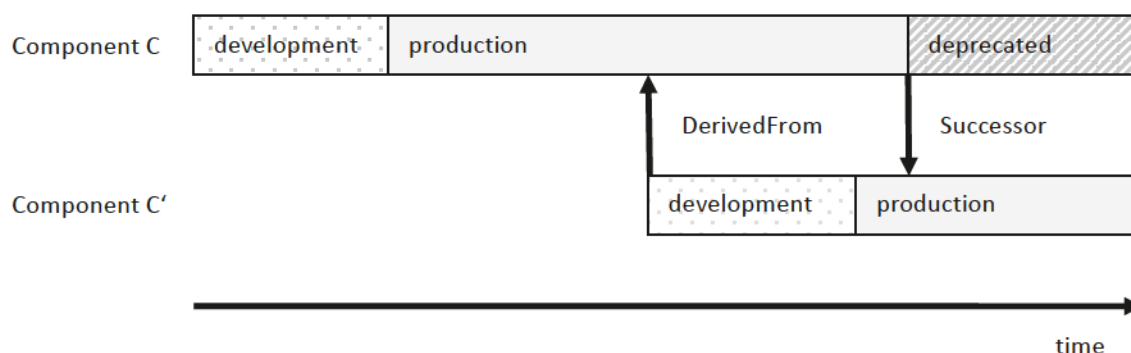 Component C
development
production
deprecated
DerivedFrom
Successor
Component C‘
development
production
time